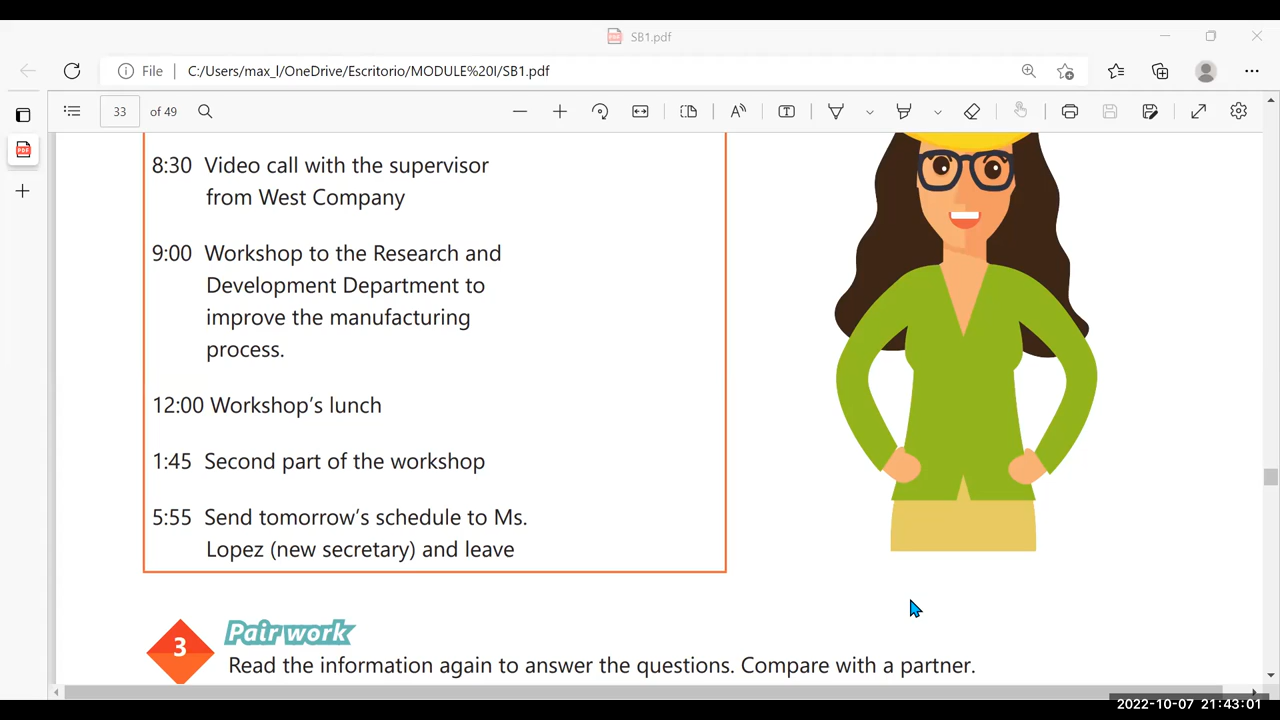 SB1.pdf
File C:/Users/max_l/OneDrive/Escritorio/MODULE%20I/SB1.pdf
33 of 49
8:30 Video call with the supervisor
from West Company
9:00 Workshop to the Research and
Development Department to
improve the manufacturing
process.
12:00 Workshop's lunch
1:45 Second part of the workshop
5:55 Send tomorrow's schedule to Ms.
Lopez (new secretary) and leave
3 Pair work
Read the information again to answer the questions. Compare with a partner.
2022-10-07 21:43:01